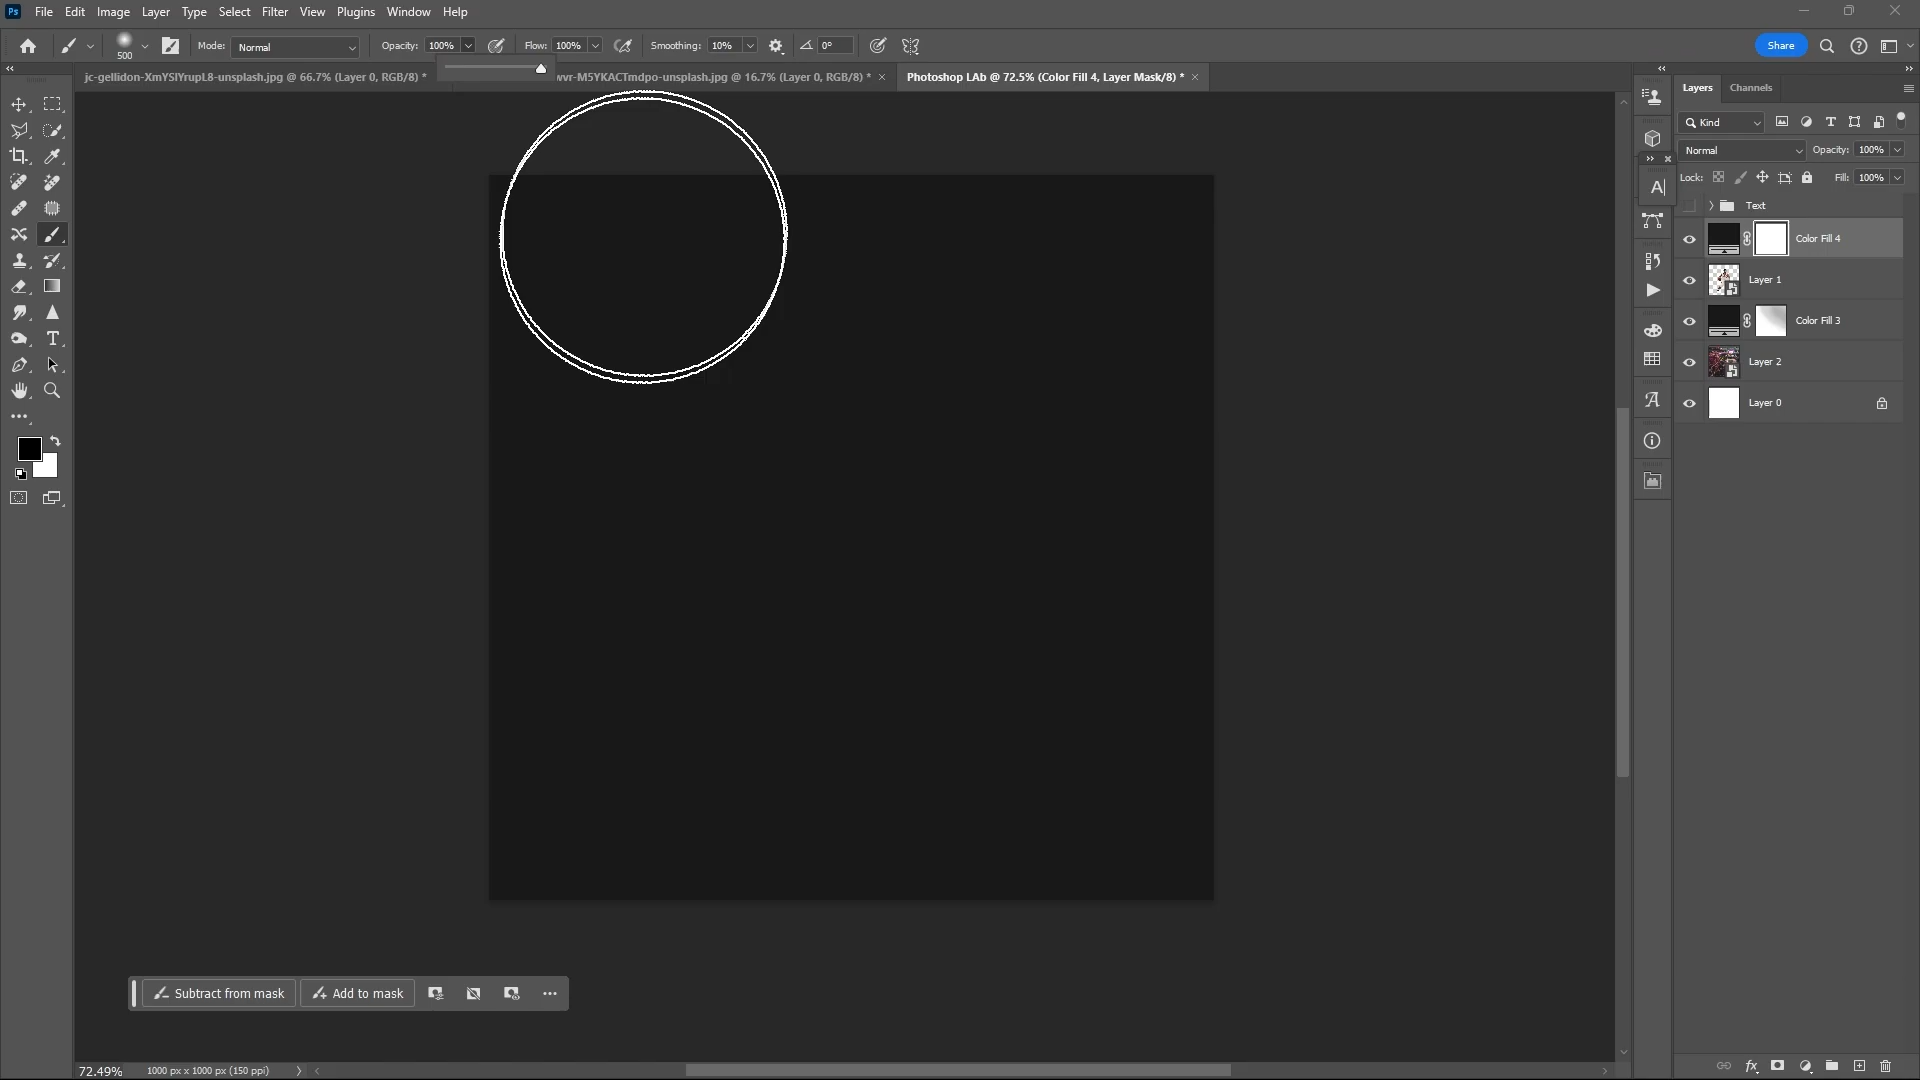 Ps File Edit Image Layer Type Select Filter View Plugins Window Help
500 Mode: Normal Opacity: 100% Flow: 100% Smoothing: 10% 0° Share
jc-gellidon-XmYSlYrupL8-unsplash.jpg @ 66.7% (Layer 0, RGB/8) * wvr-M5YKACTmdpo-unsplash.jpg @ 16.7% (Layer 0, RGB/8) * Photoshop LAb @ 72.5% (Color Fill 4, Layer Mask/8) *
Layers Channels
Kind
Normal Opacity: 100%
Lock: Fill: 100%
Text
Color Fill 4
Layer 1
Color Fill 3
Layer 2
Layer 0
Subtract from mask Add to mask
72.49% 1000 px x 1000 px (150 ppi)